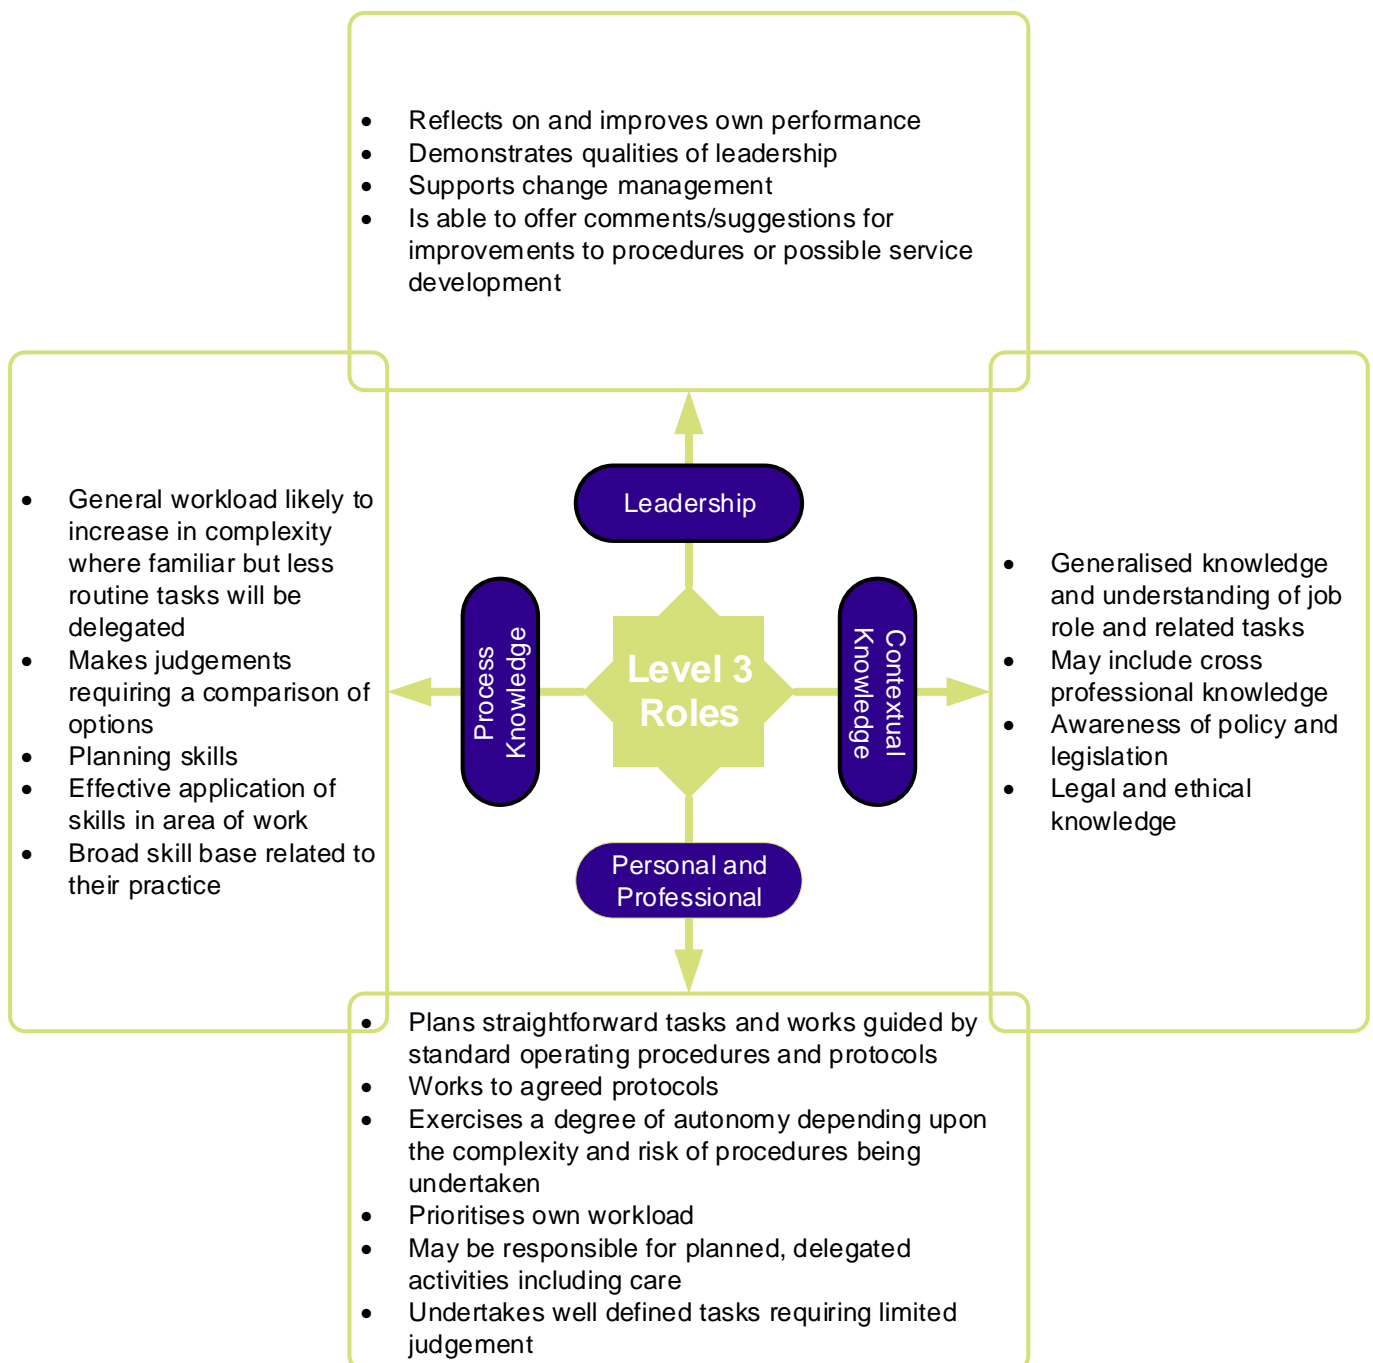 • Reflects on and improves own performance
• Demonstrates qualities of leadership
• Supports change management
• Is able to offer comments/suggestions for
improvements to procedures or possible service
development
Leadership
• General workload likely to
increase in complexity
where familiar but less
routine tasks will be
delegated
• Makes judgements
requiring a comparison of
options
• Planning skills
• Effective application of
skills in area of work
• Broad skill base related to
their practice
Process
Knowledge
Level 3
Roles
Contextual
Knowledge
• Generalised knowledge
and understanding of job
role and related tasks
• May include cross
professional knowledge
• Awareness of policy and
legislation
• Legal and ethical
knowledge
Personal and
Professional
• Plans straightforward tasks and works guided by
standard operating procedures and protocols
• Works to agreed protocols
• Exercises a degree of autonomy depending upon
the complexity and risk of procedures being
undertaken
• Prioritises own workload
• May be responsible for planned, delegated
activities including care
• Undertakes well defined tasks requiring limited
judgement